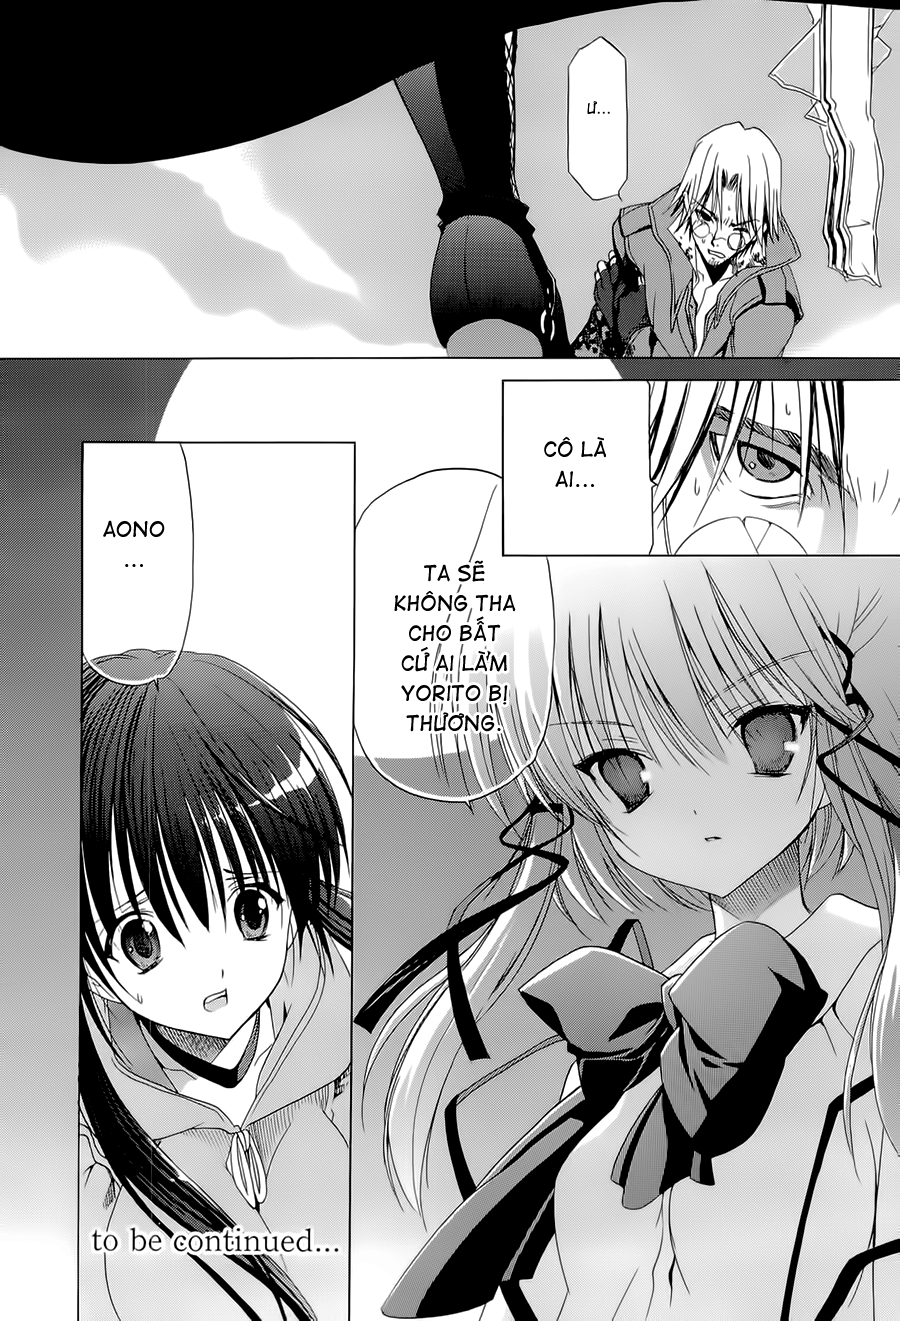 Ư...
CÔ LÀ
AI...
TA SẼ
KHÔNG THA
CHO BẤT
CỨ AI LÀM
YORITO BỊ
THƯƠNG.
AONO
...
to be continued...